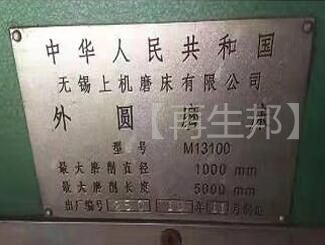 中华人民共和国
无锡上机磨床有限公司
外圆磨床
【再生邦】
型号 M13100
最大磨削直径 1000 mm
最大磨削长度 5000 mm
出厂编号 年 月制造